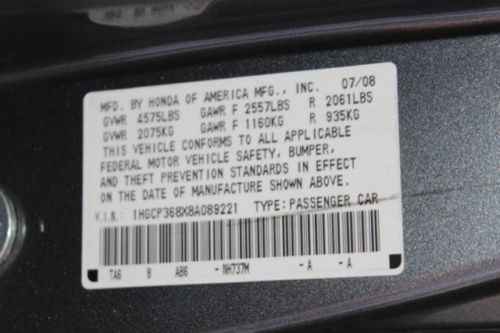 MFD. BY HONDA OF AMERICA MFG., INC. 07/08
GVWR 4575LBS GAWR F 2557LBS R 2061LBS
GVWR 2075KG GAWR F 1160KG R 935KG
THIS VEHICLE CONFORMS TO ALL APPLICABLE
FEDERAL MOTOR VEHICLE SAFETY, BUMPER,
AND THEFT PREVENTION STANDARDS IN EFFECT
ON THE DATE OF MANUFACTURE SHOWN ABOVE.
V.I.N.: 1HGCP368X8A089221 TYPE: PASSENGER CAR
TA6 8 AB6 - NH737M - A - A